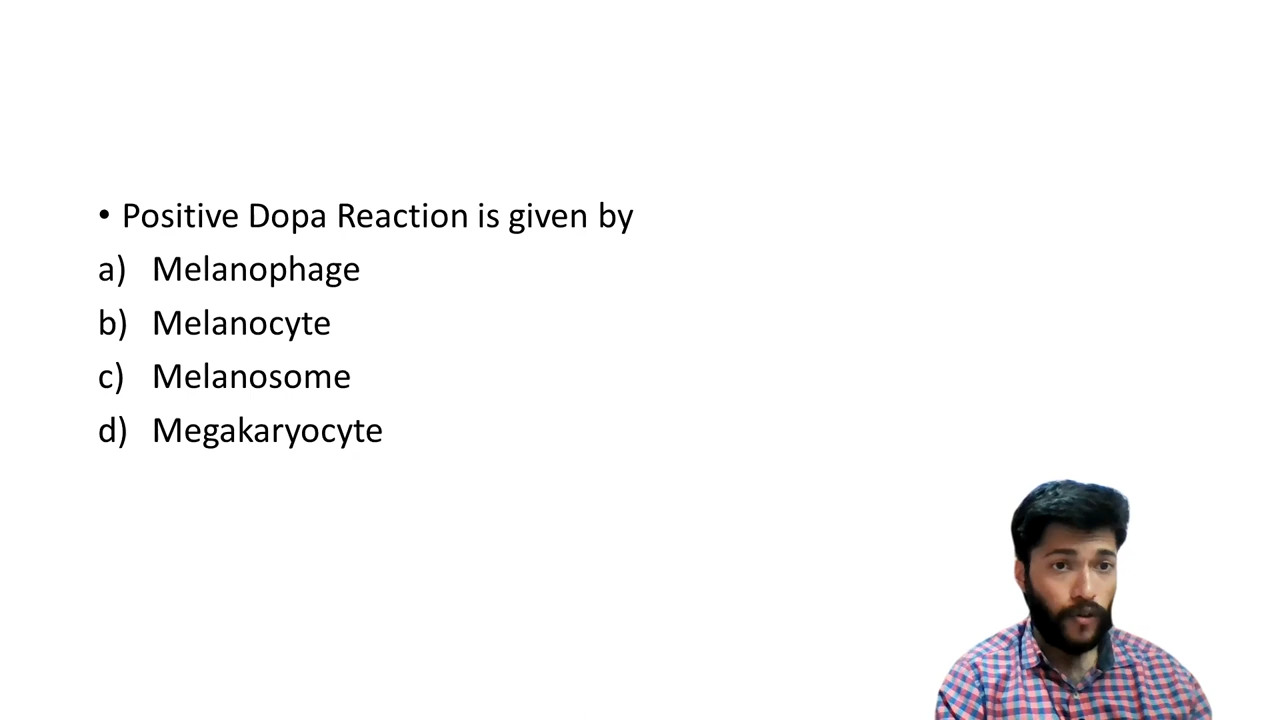 • Positive Dopa Reaction is given by
a) Melanophage
b) Melanocyte
c) Melanosome
d) Megakaryocyte